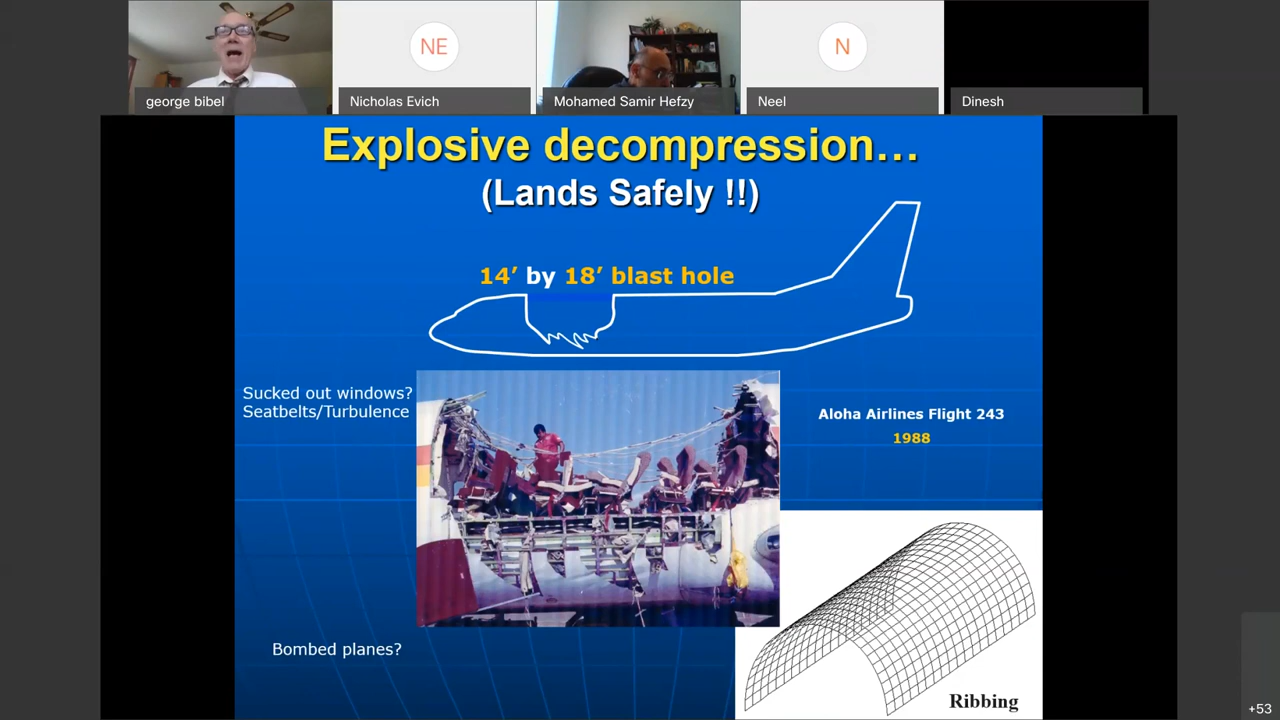 NE
N
george bibel
Nicholas Evich
Mohamed Samir Hefzy
Neel
Dinesh
Explosive decompression…
(Lands Safely !!)
14’ by 18’ blast hole
Sucked out windows?
Seatbelts/Turbulence
Aloha Airlines Flight 243
1988
Bombed planes?
Ribbing
+53